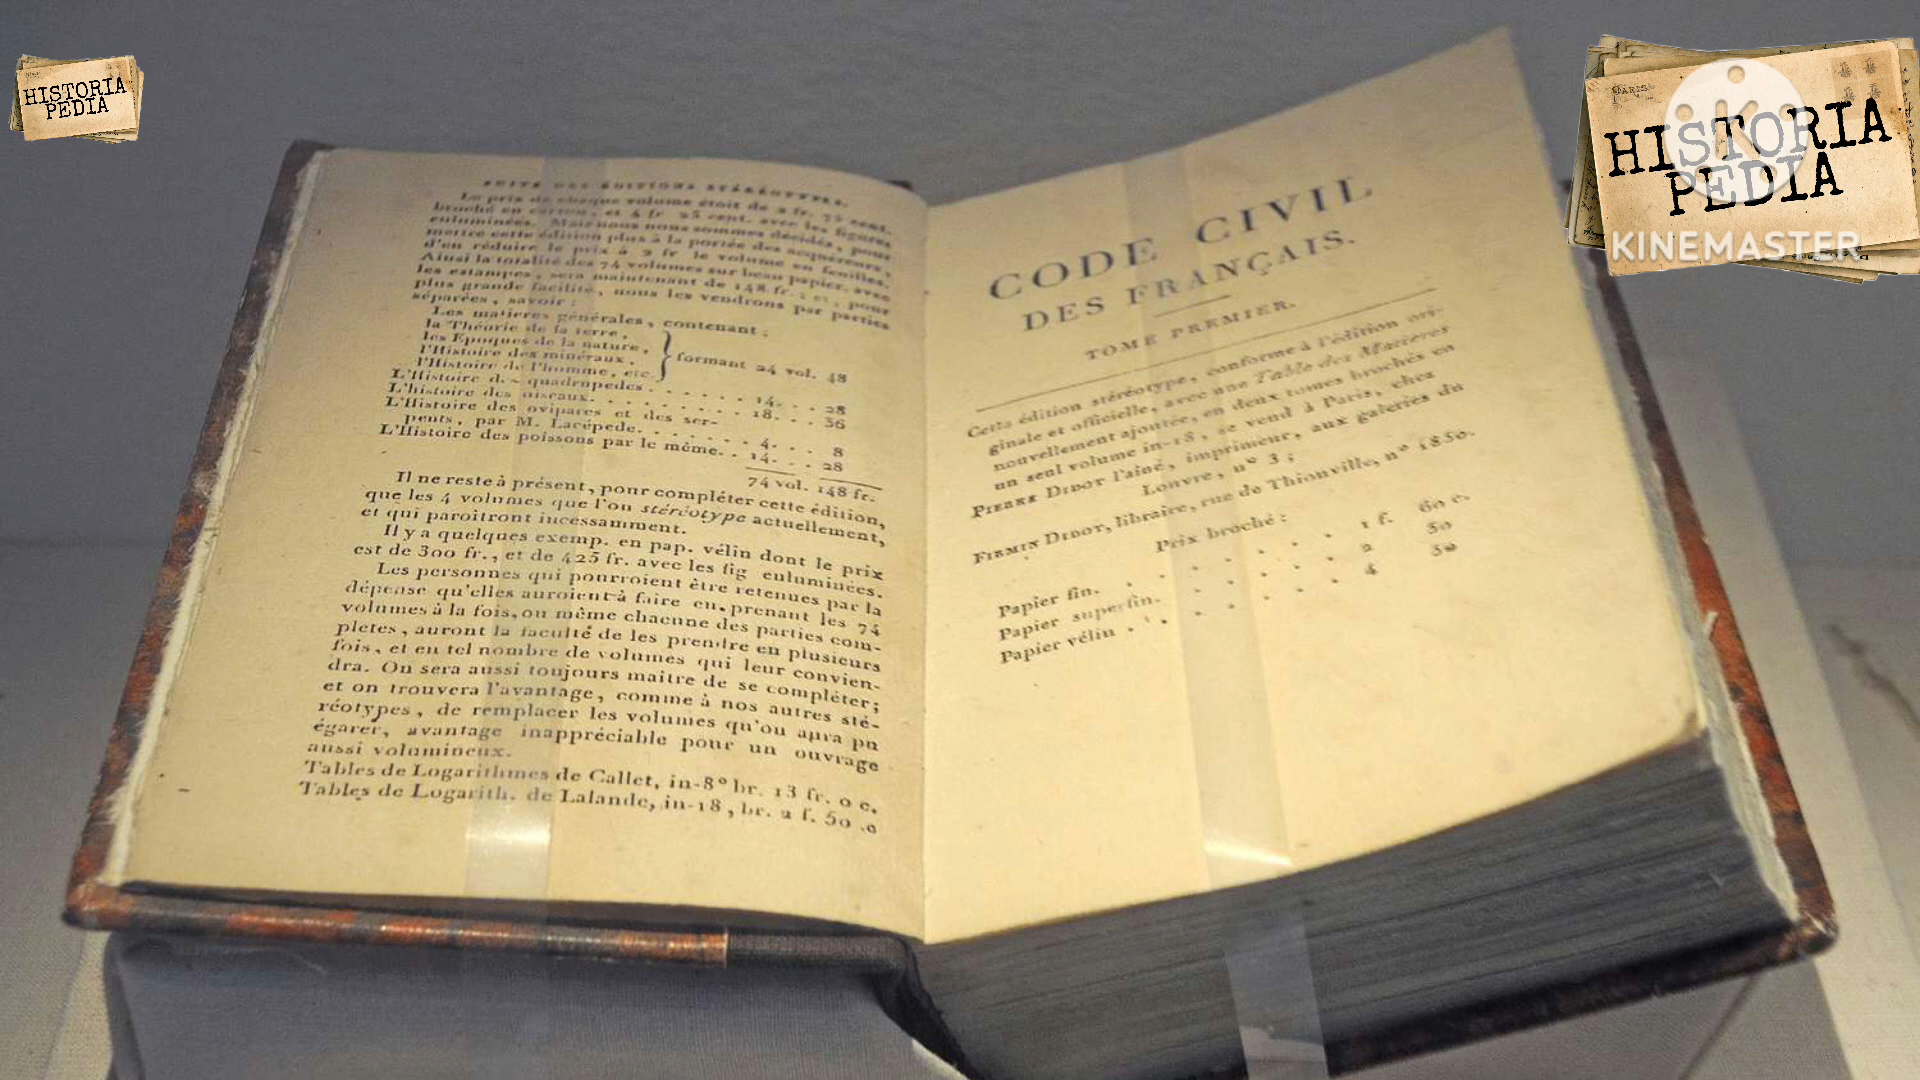 HISTORIA
PEDIA
HISTORIA
PEDIA
KINEMASTER
SUITE DES ÉDITIONS STÉRÉOTYPES.
Le prix de chaque volume étoit de 2 fr. 75 cent.
broché en carton, et 4 fr. 25 cent. avec les figures
enluminées. Mais nous nous sommes décidés, pour
mettre cette édition plus à la portée des acquéreurs,
d'en réduire le prix à 2 fr. le volume en feuilles.
Ainsi la totalité des 74 volumes sur beau papier, avec
les estampes, sera maintenant de 148 fr.; et, pour
plus grande facilité, nous les vendrons par parties
séparées, savoir:
Les matieres générales, contenant:
la Théorie de la terre,
les Epoques de la nature,
l'Histoire des minéraux,
l'Histoire de l'homme, etc.
formant 24 vol. 48
L'Histoire des quadrupedes. . . . . . . 14. . . 28
L'histoire des oiseaux. . . . . . . . . 18. . . 36
L'Histoire des ovipares et des ser-
pents, par M. Lacépede. . . . . . . 4. . . 8
L'Histoire des poissons par le même. . 14. . . 28
74 vol. 148 fr.
Il ne reste à présent, pour compléter cette édition,
que les 4 volumes que l'on stéréotype actuellement,
et qui paroîtront incessamment.
Il y a quelques exemp. en pap. vélin dont le prix
est de 300 fr., et de 425 fr. avec les fig enluminées.
Les personnes qui pourroient être retenues par la
dépense qu'elles auroient à faire en prenant les 74
volumes à la fois, ou même chacune des parties com-
pletes, auront la faculté de les prendre en plusieurs
fois, et en tel nombre de volumes qui leur convien-
dra. On sera aussi toujours maitre de se compléter;
et on trouvera l'avantage, comme à nos autres sté-
réotypes, de remplacer les volumes qu'on aura pu
égarer, avantage inappréciable pour un ouvrage
aussi volumineux.
Tables de Logarithmes de Callet, in-8° br. 13 fr. 0 c.
Tables de Logarith. de Lalande, in-18, br. 2 f. 50 c
CODE CIVIL
DES FRANÇAIS.
TOME PREMIER.
Cette édition stéréotype, conforme à l'édition ori-
ginale et officielle, avec une Table des Matieres
nouvellement ajoutée, en deux tomes brochés en
un seul volume in-18, se vend à Paris, chez
PIERRE DIDOT l'aîné, imprimeur, aux galeries du
Louvre, n° 3;
FIRMIN DIDOT, libraire, rue de Thionville, n° 1850.
Prix broché:
Papier fin. . . . . . . 1 f. 60 c.
Papier superfin. . . . . . 2 50
Papier vélin . . . . . . 4 50